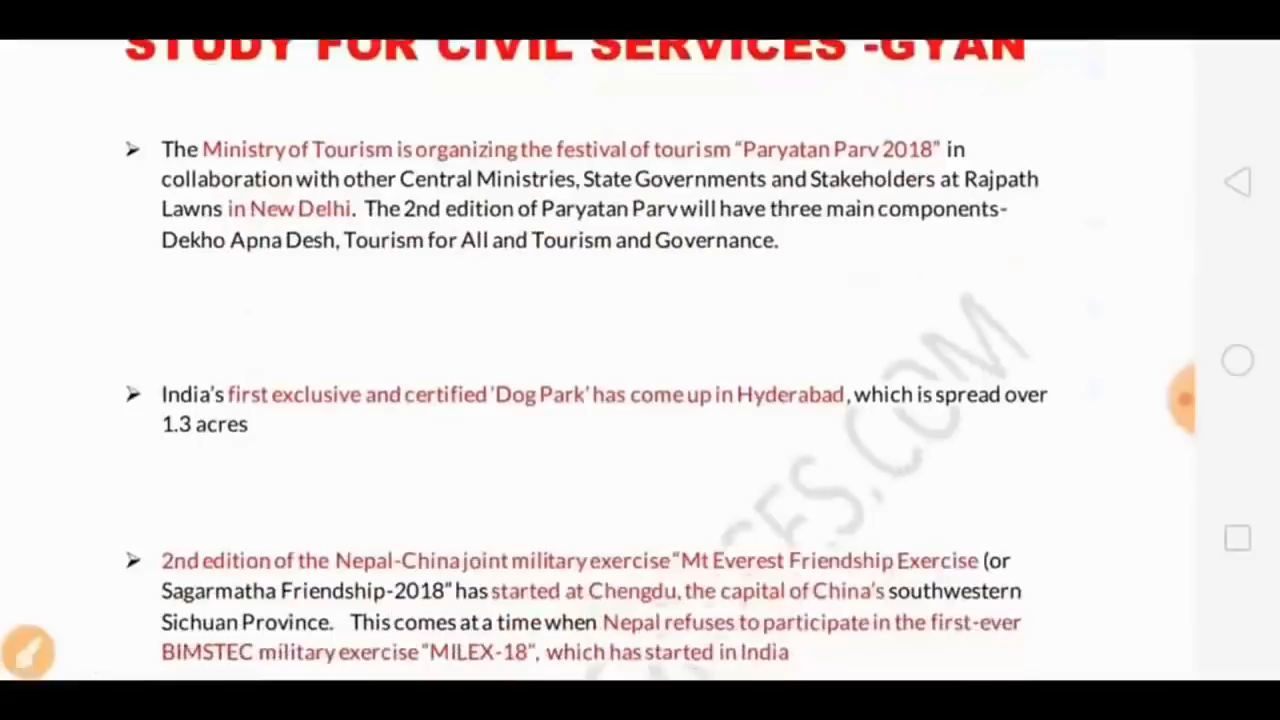 STUDY FOR CIVIL SERVICES -GYAN
➢ The Ministry of Tourism is organizing the festival of tourism “Paryatan Parv 2018” in
collaboration with other Central Ministries, State Governments and Stakeholders at Rajpath
Lawns in New Delhi. The 2nd edition of Paryatan Parv will have three main components-
Dekho Apna Desh, Tourism for All and Tourism and Governance.
➢ India's first exclusive and certified 'Dog Park' has come up in Hyderabad, which is spread over
1.3 acres
➢ 2nd edition of the Nepal-China joint military exercise “Mt Everest Friendship Exercise (or
Sagarmatha Friendship-2018” has started at Chengdu, the capital of China's southwestern
Sichuan Province. This comes at a time when Nepal refuses to participate in the first-ever
BIMSTEC military exercise “MILEX-18”, which has started in India